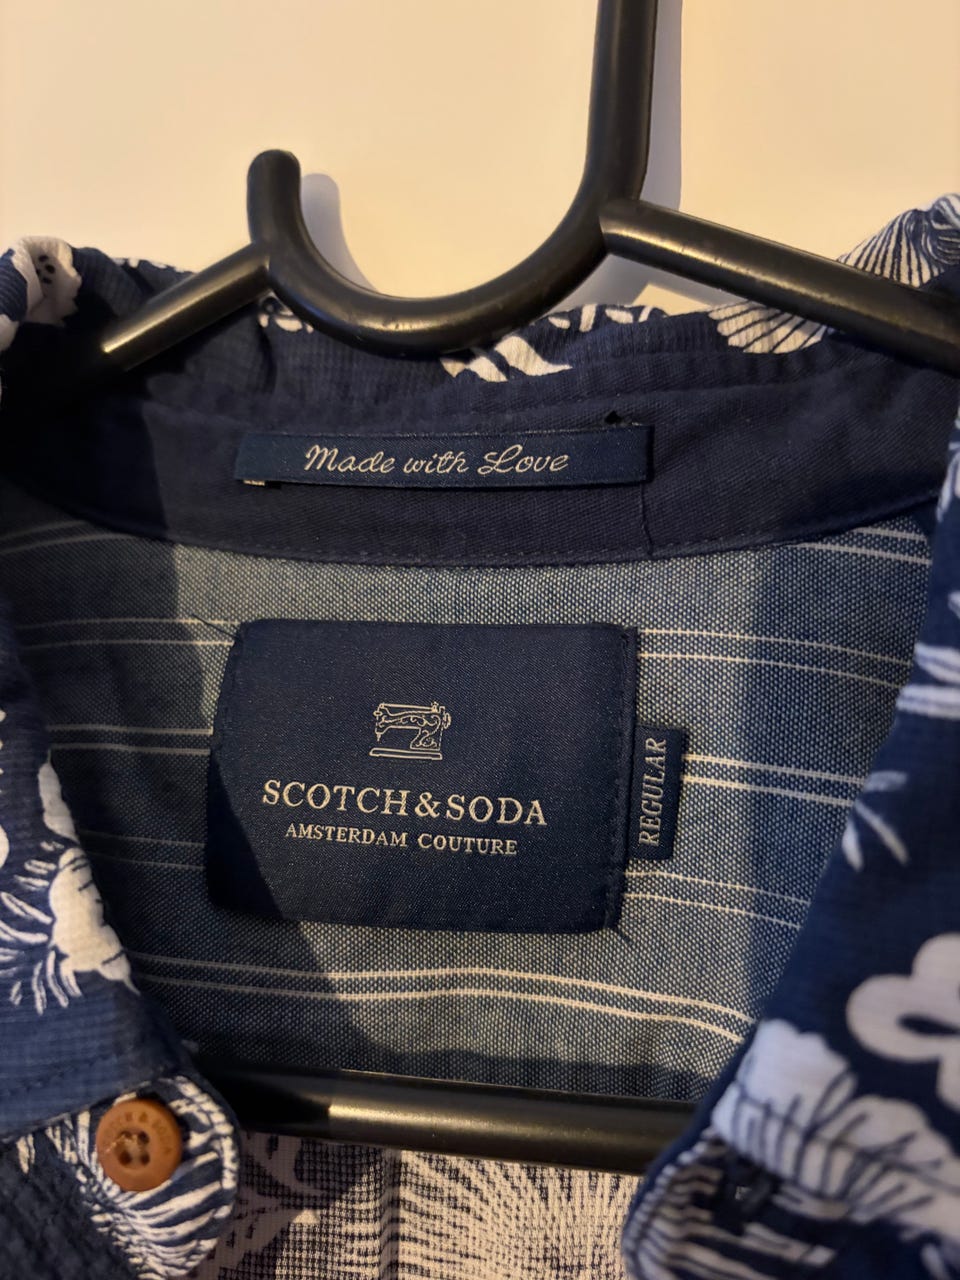 Made with Love
SCOTCH & SODA
AMSTERDAM COUTURE
REGULAR